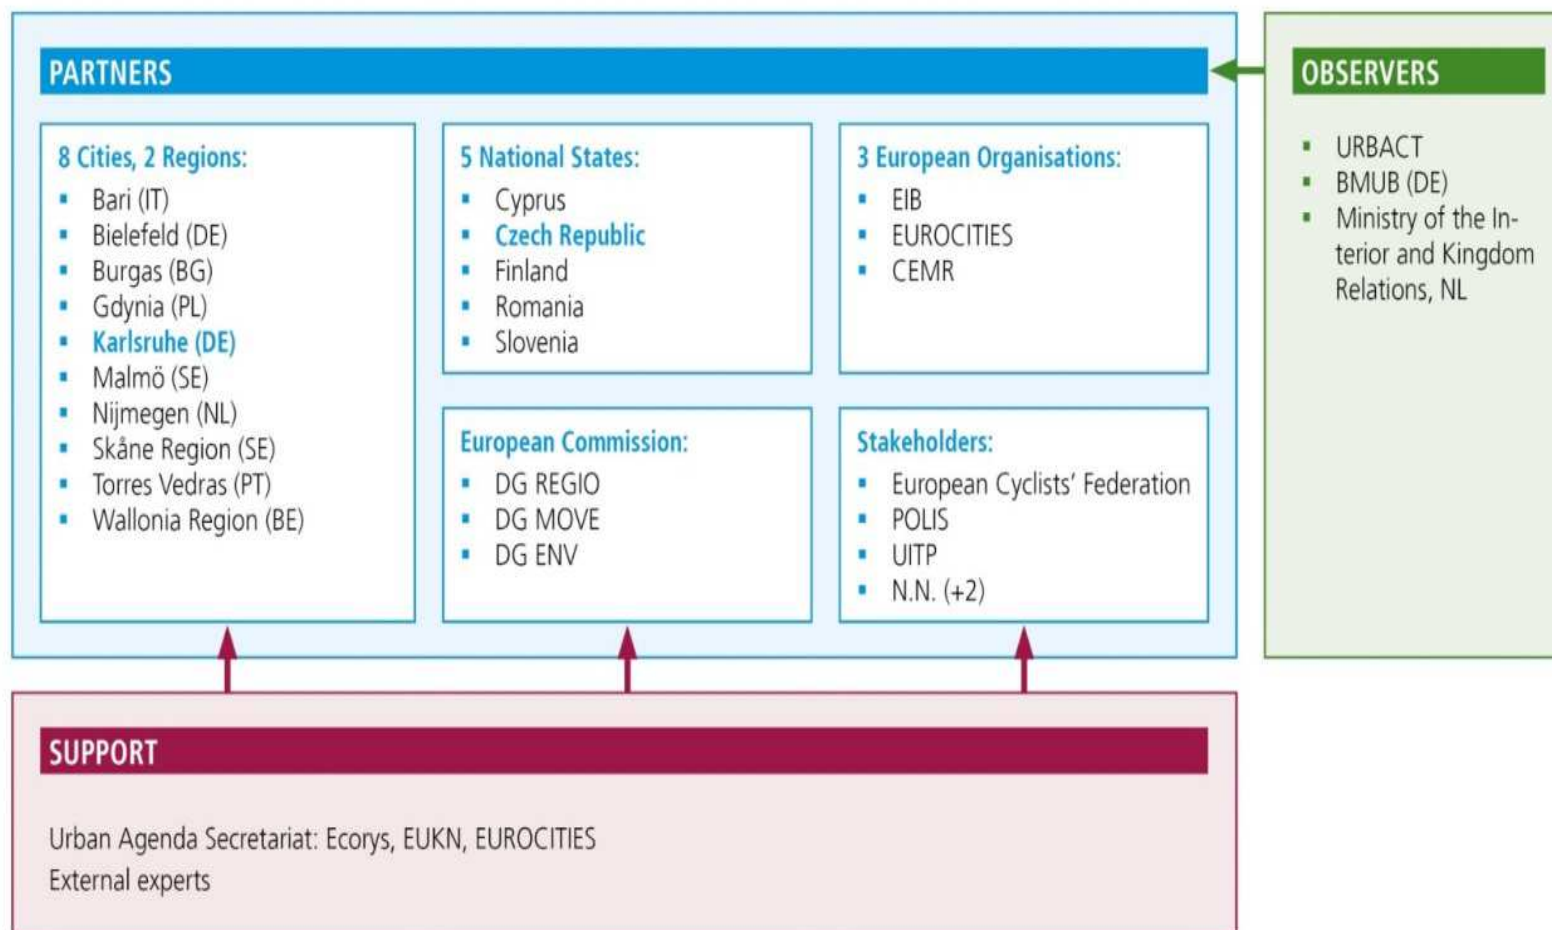 PARTNERS
8 Cities, 2 Regions:
▪ Bari (IT)
▪ Bielefeld (DE)
▪ Burgas (BG)
▪ Gdynia (PL)
▪ Karlsruhe (DE)
▪ Malmö (SE)
▪ Nijmegen (NL)
▪ Skåne Region (SE)
▪ Torres Vedras (PT)
▪ Wallonia Region (BE)
5 National States:
▪ Cyprus
▪ Czech Republic
▪ Finland
▪ Romania
▪ Slovenia
3 European Organisations:
▪ EIB
▪ EUROCITIES
▪ CEMR
European Commission:
▪ DG REGIO
▪ DG MOVE
▪ DG ENV
Stakeholders:
▪ European Cyclists’ Federation
▪ POLIS
▪ UITP
▪ N.N. (+2)
OBSERVERS
▪ URBACT
▪ BMUB (DE)
▪ Ministry of the In-
terior and Kingdom
Relations, NL
SUPPORT
Urban Agenda Secretariat: Ecorys, EUKN, EUROCITIES
External experts